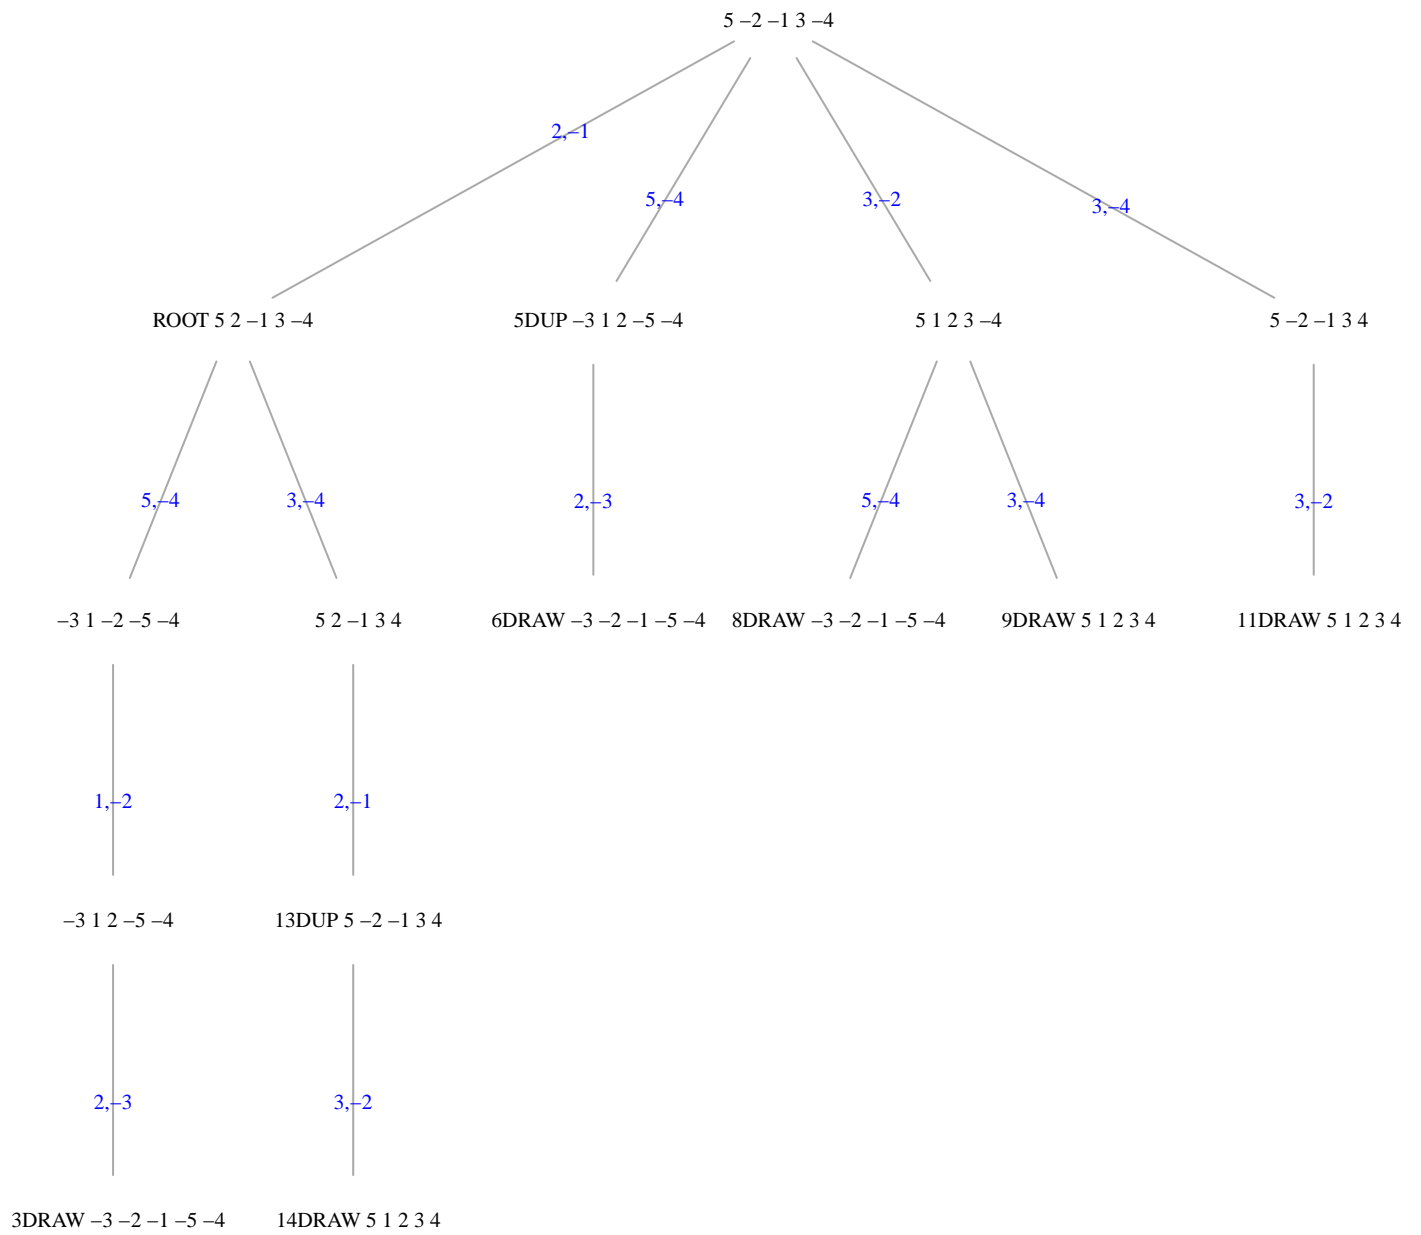 5 –2 –1 3 –4
2,–1
5,–4
3,–2
3,–4
ROOT 5 2 –1 3 –4
5DUP –3 1 2 –5 –4
5 1 2 3 –4
5 –2 –1 3 4
5,–4
3,–4
2,–3
5,–4
3,–4
3,–2
–3 1 –2 –5 –4
5 2 –1 3 4
6DRAW –3 –2 –1 –5 –4
8DRAW –3 –2 –1 –5 –4
9DRAW 5 1 2 3 4
11DRAW 5 1 2 3 4
1,–2
2,–1
–3 1 2 –5 –4
13DUP 5 –2 –1 3 4
2,–3
3,–2
3DRAW –3 –2 –1 –5 –4
14DRAW 5 1 2 3 4